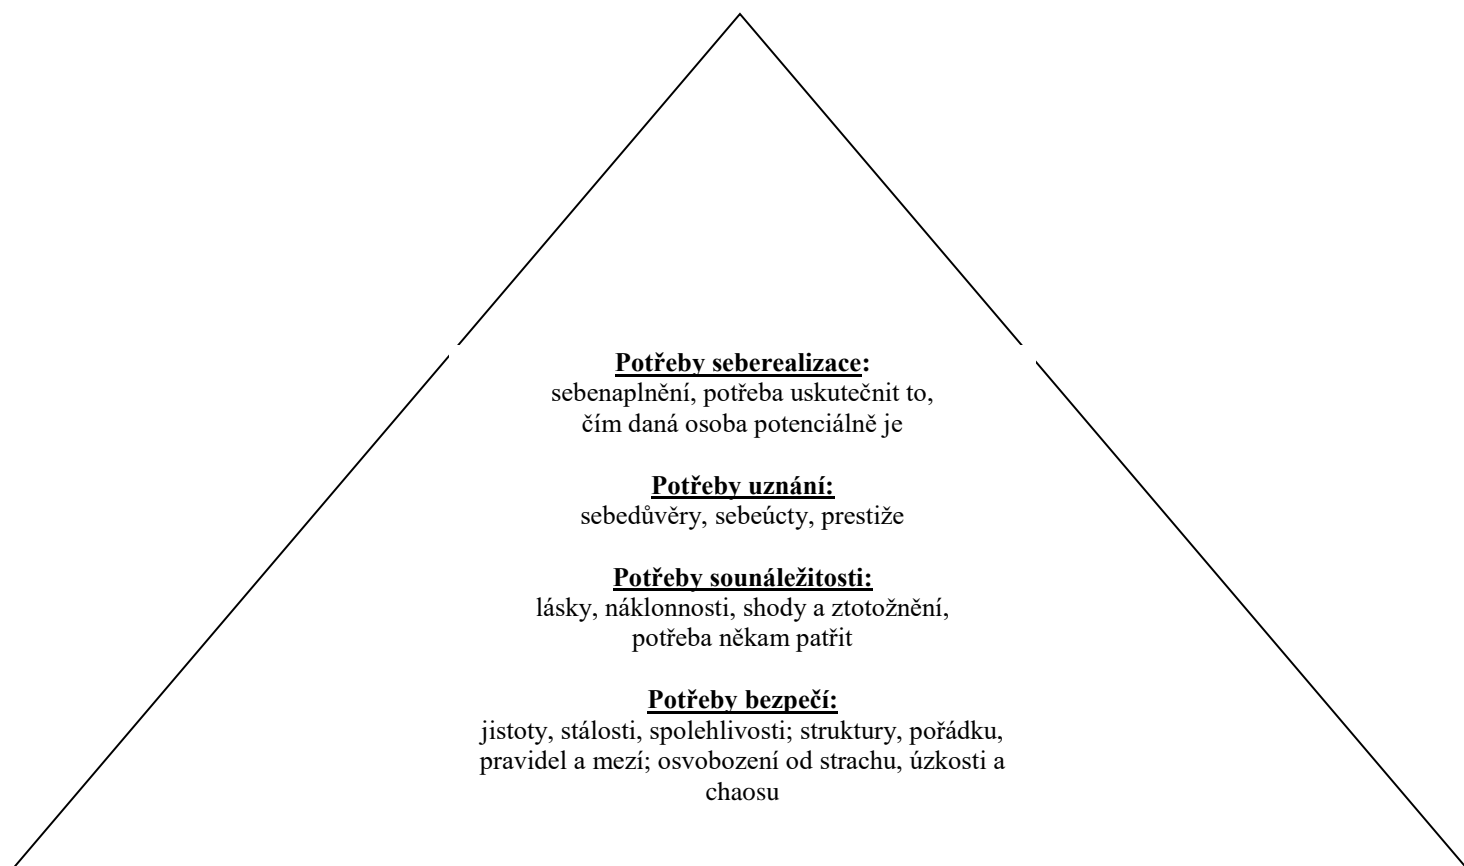 Potřeby seberealizace:
sebenaplnění, potřeba uskutečnit to,
čím daná osoba potenciálně je
Potřeby uznání:
sebedůvěry, sebeúcty, prestiže
Potřeby sounáležitosti:
lásky, náklonnosti, shody a ztotožnění,
potřeba někam patřit
Potřeby bezpečí:
jistoty, stálosti, spolehlivosti; struktury, pořádku,
pravidel a mezí; osvobození od strachu, úzkosti a
chaosu